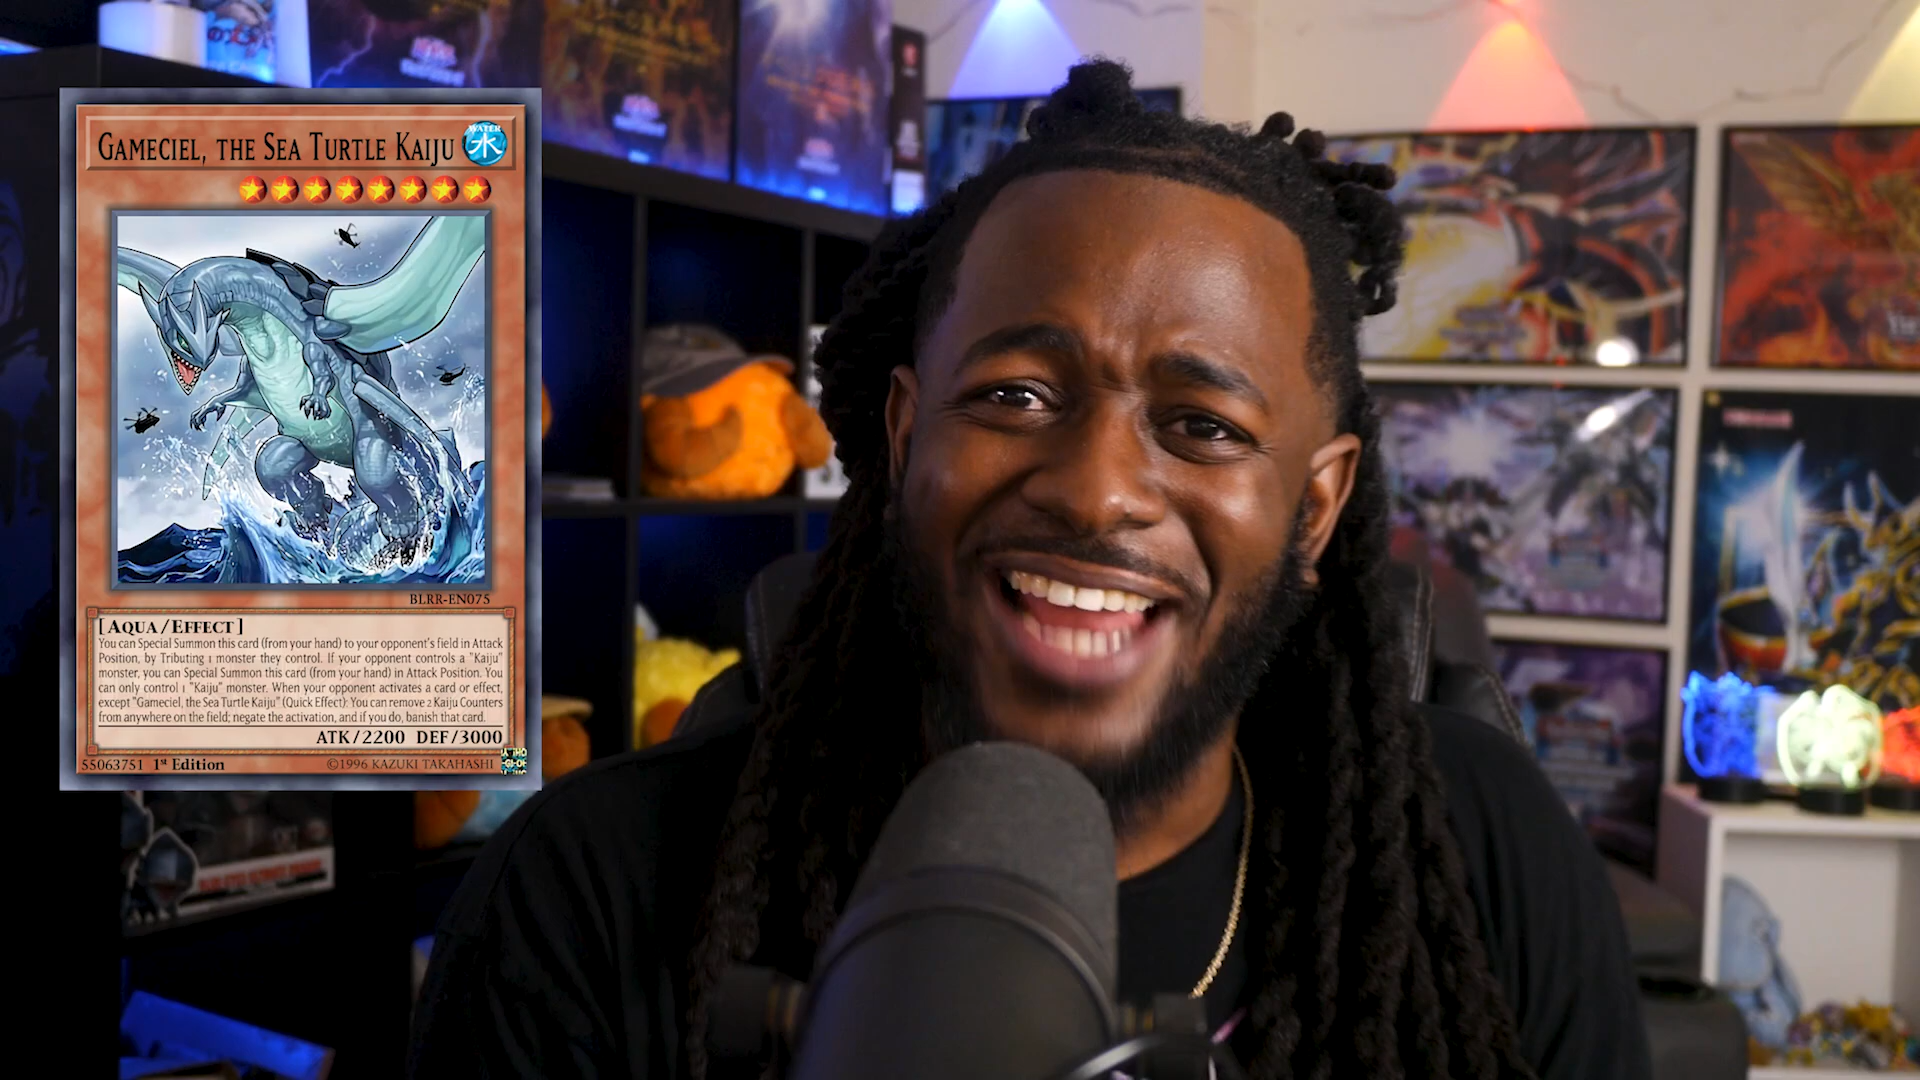 GAMECIEL, THE SEA TURTLE KAIJU
WATER
水
BLRR-EN075
[AQUA/EFFECT]
You can Special Summon this card (from your hand) to your opponent's field in Attack
Position, by Tributing 1 monster they control. If your opponent controls a "Kaiju"
monster, you can Special Summon this card (from your hand) in Attack Position. You
can only control 1 "Kaiju" monster. When your opponent activates a card or effect,
except "Gameciel, the Sea Turtle Kaiju" (Quick Effect): You can remove 2 Kaiju Counters
from anywhere on the field; negate the activation, and if you do, banish that card.
ATK/2200 DEF/3000
55063751 1st Edition ©1996 KAZUKI TAKAHASHI